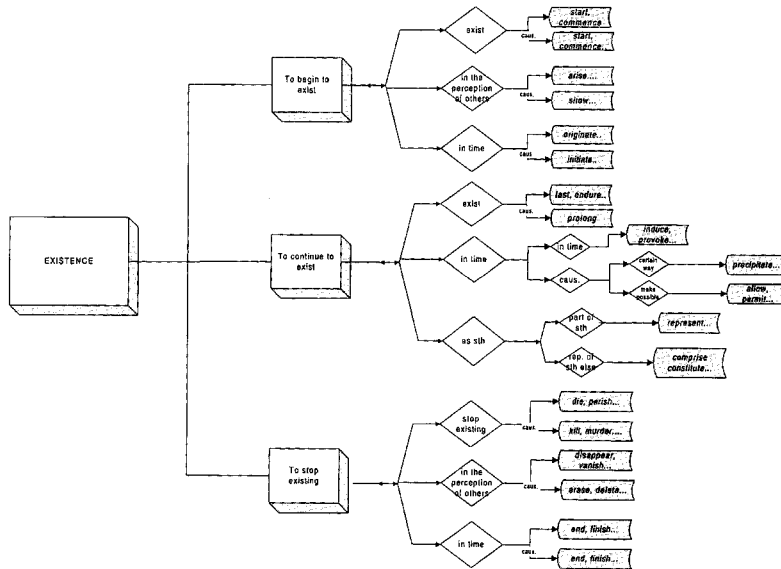 exist
caus.
start,
commence
start,
commence.
To begin to
exist
in the
perception
of others
caus.
arise....
show...
in time
caus
originate..
initiate..
EXISTENCE
To continue to
exist
exist
caus.
last, endure..
prolong
in time
in time
induce,
provoke...
caus.
certain
way
precipitate...
make
possible
allow,
permit...
as sth
part of
sth
represent...
rep. of
sth else
comprise
constitute...
To stop
existing
stop
existing
caus.
die, perish...
kill, murder....
in the
perception
of others
caus.
disappear,
vanish...
erase, delete...
in time
caus.
end, finish...
end, finish...